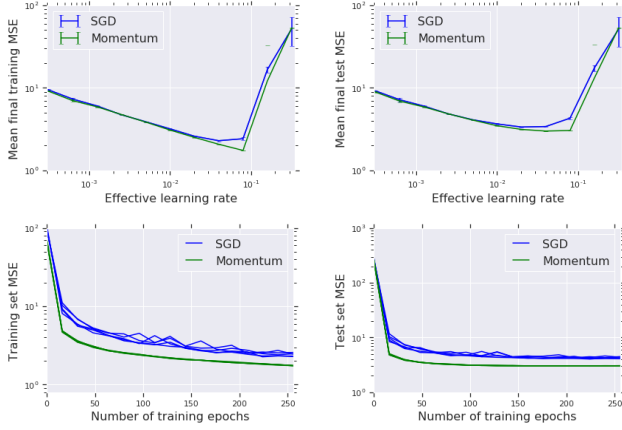 10²
10¹
10⁰
Mean final training MSE
SGD
Momentum
10⁻³
10⁻²
10⁻¹
Effective learning rate
10²
10¹
10⁰
Mean final test MSE
SGD
Momentum
10⁻³
10⁻²
10⁻¹
Effective learning rate
10²
10¹
10⁰
Training set MSE
SGD
Momentum
0
50
100
150
200
250
Number of training epochs
10³
10²
10¹
10⁰
Test set MSE
SGD
Momentum
0
50
100
150
200
250
Number of training epochs